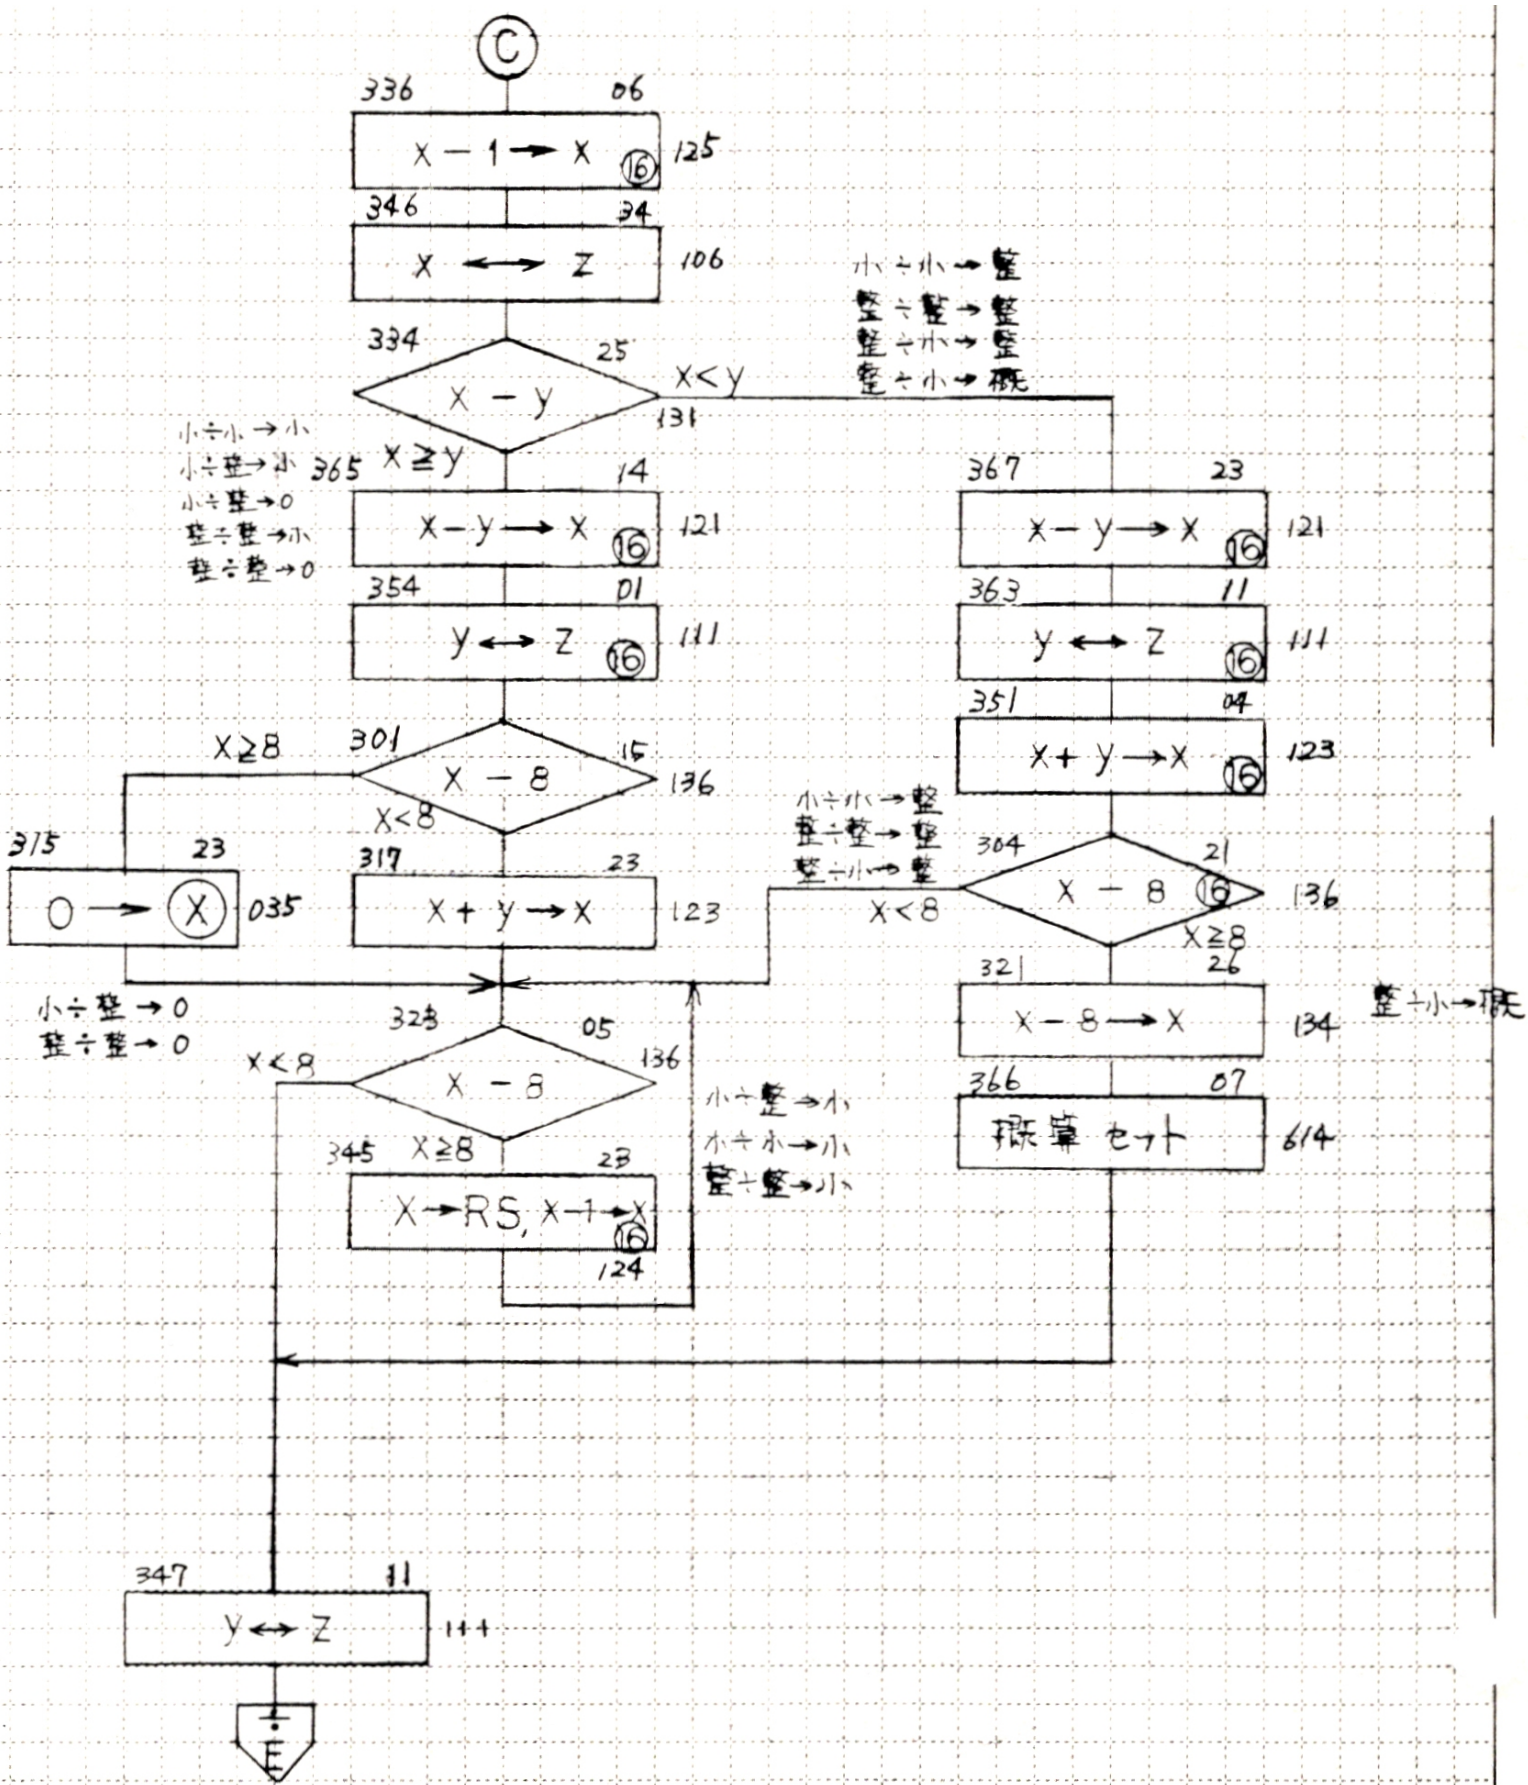 C
336 06
X − 1 → X ⑯ 125
346 34
X ↔ Z 106
小÷小→整
整÷整→整
整÷小→整
整÷小→概
334 25
X − y
X<y
131
小÷小→小
小÷整→小
小÷整→0
整÷整→小
整÷整→0
X≧y
365 14
X−y→X ⑯ 121
367 23
X−y→X ⑯ 121
354 01
y↔Z ⑯ 111
363 11
y↔Z ⑯ 111
351 04
X+y→X ⑯ 123
X≧8
301 15
X − 8
136
X<8
小÷小→整
整÷整→整
整÷小→整
304 21
X − 8 ⑯
136
X<8
X≧8
315 23
0 → Ⓧ 035
317 23
X+y→X 123
小÷整→0
整÷整→0
321 26
X−8→X 134
整÷小→概
323 05
X − 8
136
X<8
X≧8
小÷整→小
小÷小→小
整÷整→小
366 07
概算セット 614
345 23
X→RS, X−1→X ⑯
124
347 11
y↔Z 111
÷
E